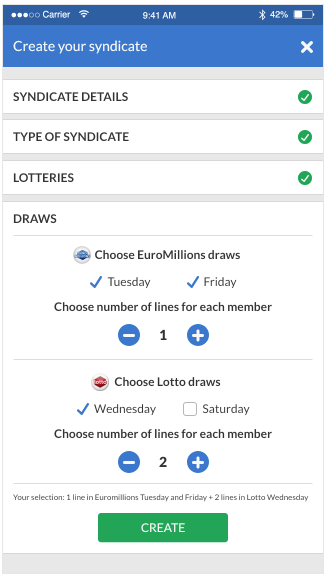 Carrier 9:41 AM 42%
Create your syndicate
SYNDICATE DETAILS
TYPE OF SYNDICATE
LOTTERIES
DRAWS
Choose EuroMillions draws
Tuesday Friday
Choose number of lines for each member
1
Choose Lotto draws
Wednesday Saturday
Choose number of lines for each member
2
Your selection: 1 line in Euromillions Tuesday and Friday + 2 lines in Lotto Wednesday
CREATE